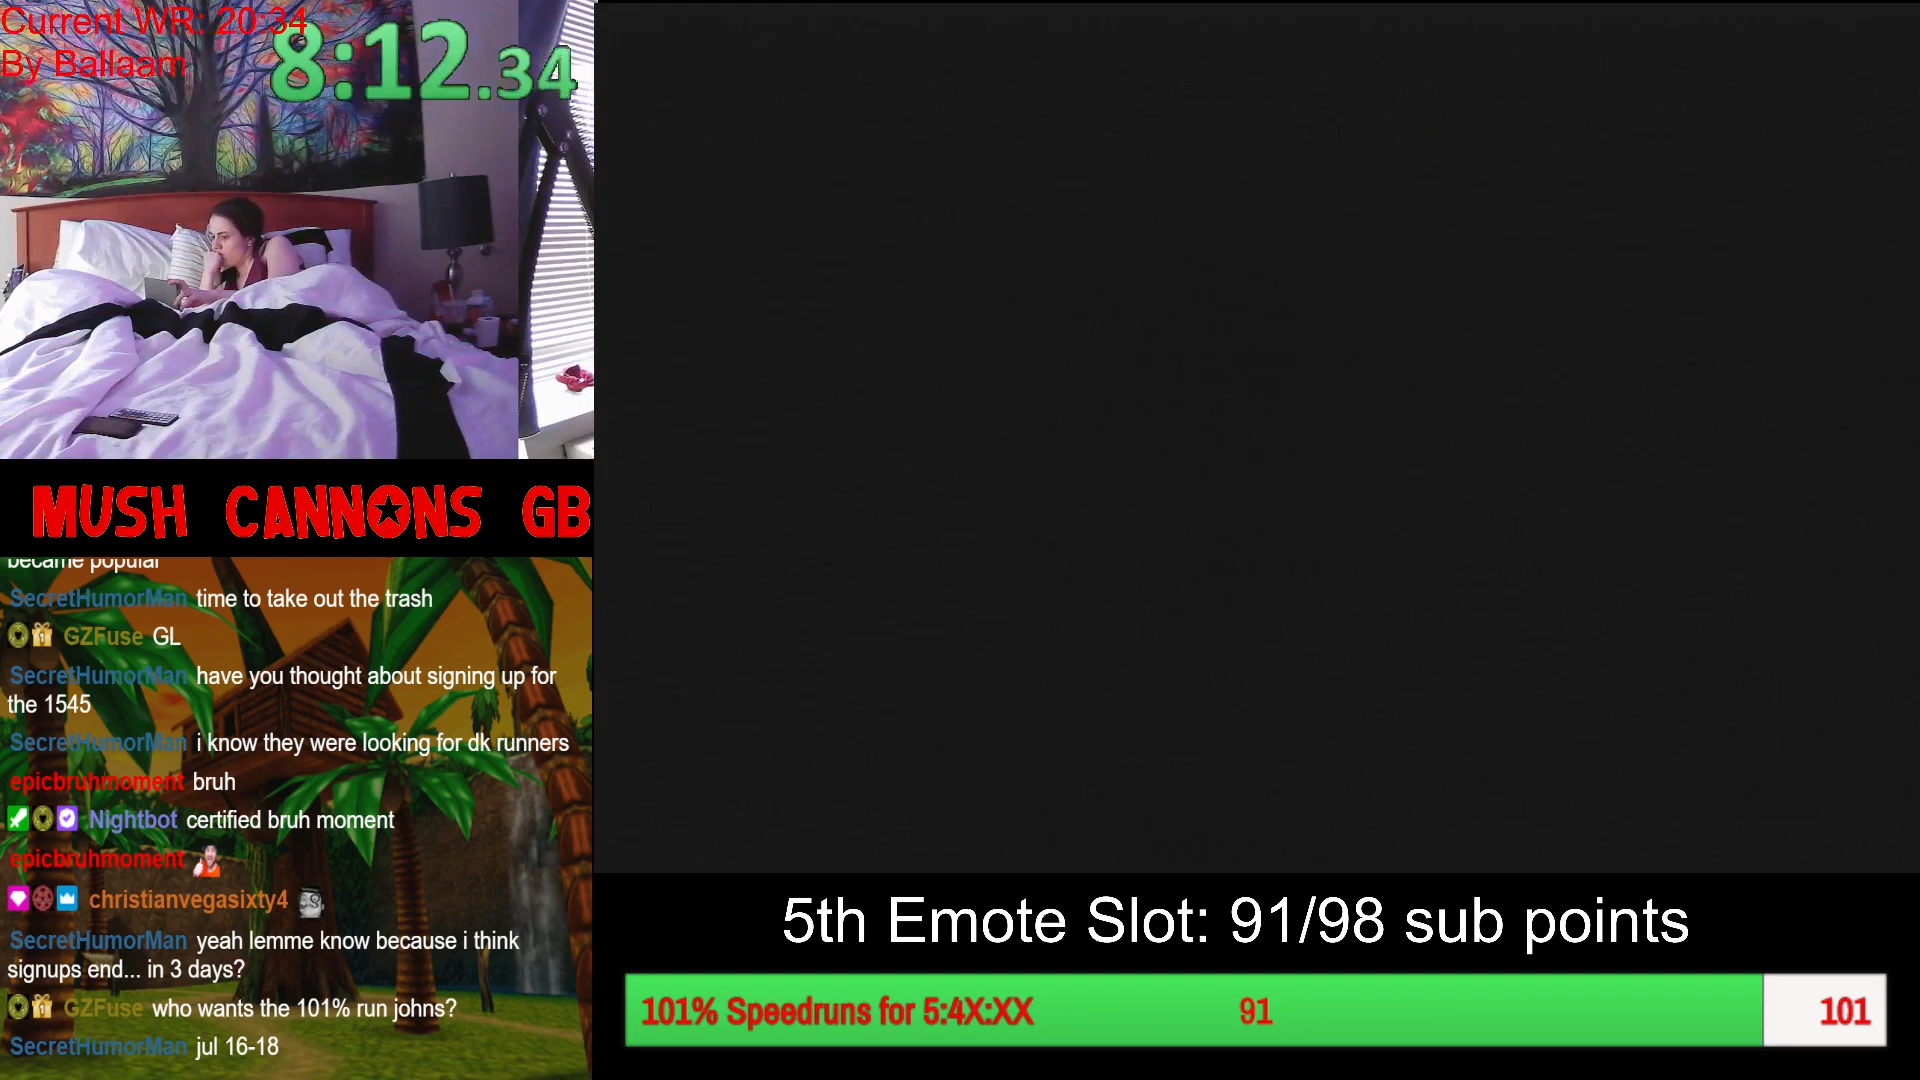 Current WR: 20:34
By Ballaam
8:12.34
MUSH CANNONS GB
became popular
SecretHumorMan time to take out the trash
GZFuse GL
SecretHumorMan have you thought about signing up for
the 1545
SecretHumorMan i know they were looking for dk runners
epicbruhmoment bruh
Nightbot certified bruh moment
epicbruhmoment
christianvegasixty4
SecretHumorMan yeah lemme know because i think
signups end... in 3 days?
GZFuse who wants the 101% run johns?
SecretHumorMan jul 16-18
5th Emote Slot: 91/98 sub points
101% Speedruns for 5:4X:XX 91 101